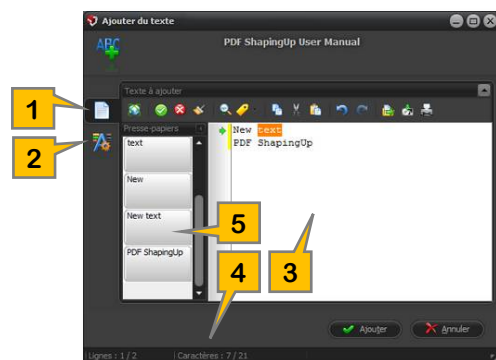 Ajouter du texte
ABC
PDF ShapingUp User Manual
Texte à ajouter
1
2
Presse-papiers
text
New
New text
PDF ShapingUp
New text
PDF ShapingUp
5
4
3
Ajouter
Annuler
Lignes : 1 / 2
Caractères : 7 / 21